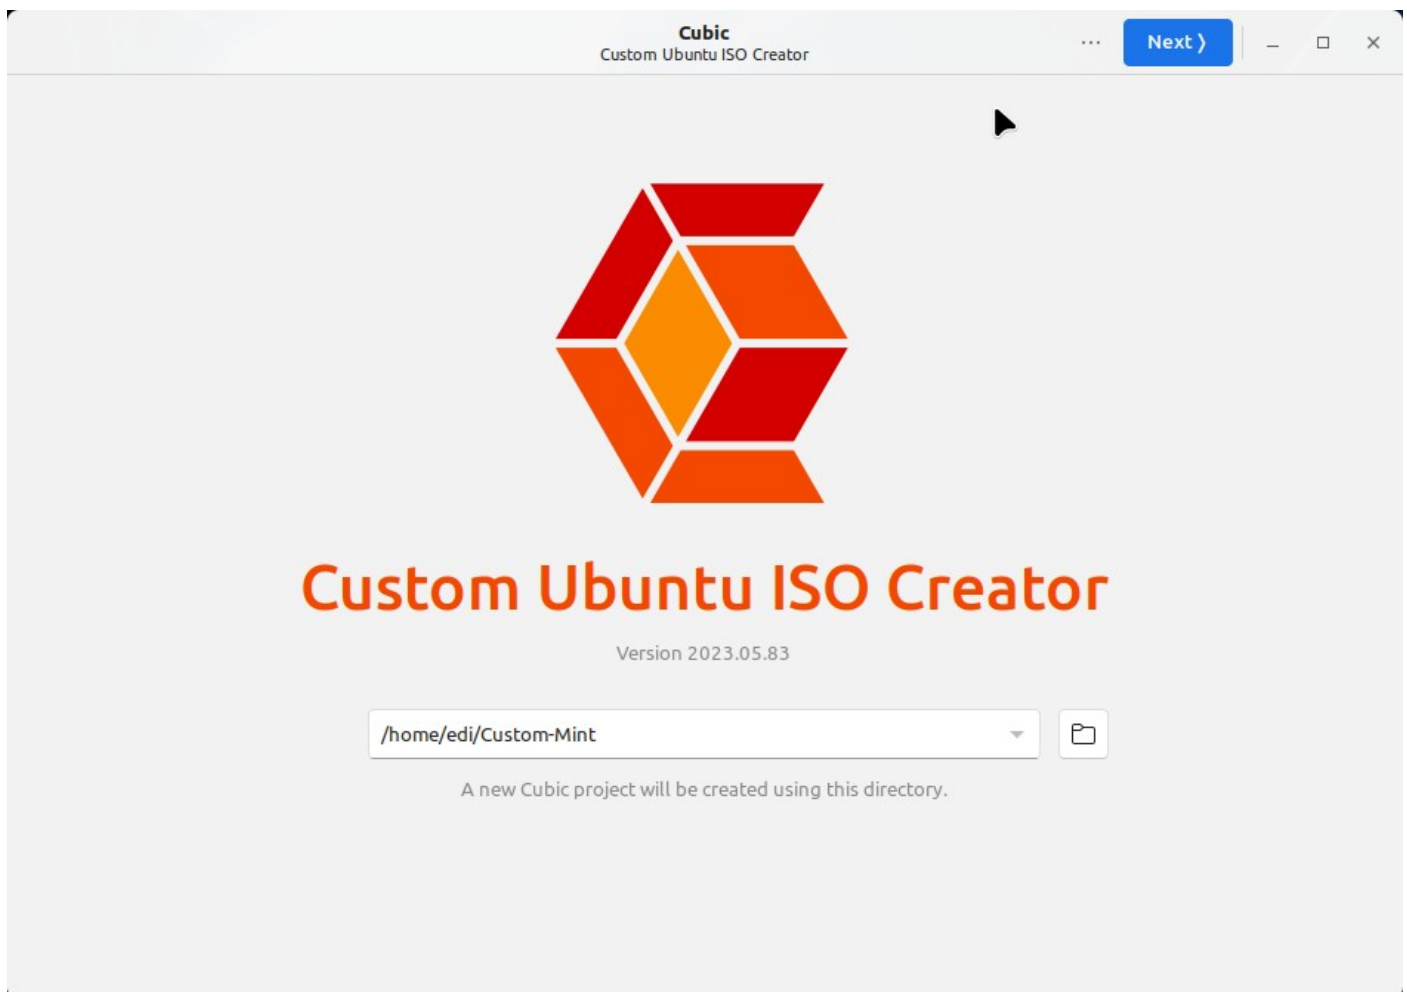 Cubic
Custom Ubuntu ISO Creator
Next ⟩
Custom Ubuntu ISO Creator
Version 2023.05.83
/home/edi/Custom-Mint
A new Cubic project will be created using this directory.